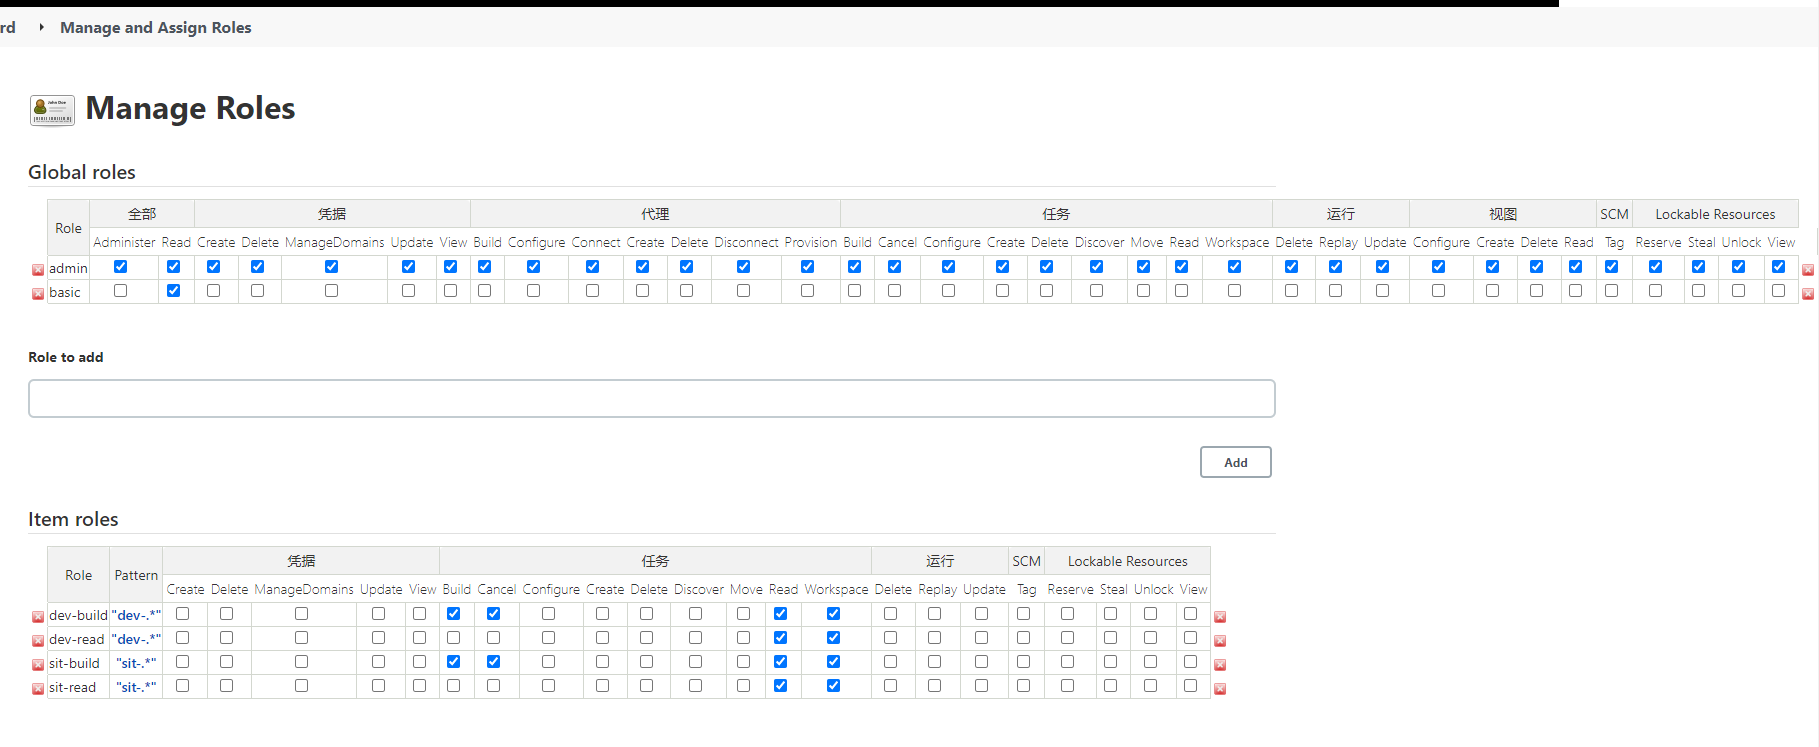 rd Manage and Assign Roles
John Doe
Manage Roles
Global roles
Role 全部 凭据 代理 任务 运行 视图 SCM Lockable Resources
Administer Read Create Delete ManageDomains Update View Build Configure Connect Create Delete Disconnect Provision Build Cancel Configure Create Delete Discover Move Read Workspace Delete Replay Update Configure Create Delete Read Tag Reserve Steal Unlock View
admin
basic
Role to add
Add
Item roles
Role Pattern 凭据 任务 运行 SCM Lockable Resources
Create Delete ManageDomains Update View Build Cancel Configure Create Delete Discover Move Read Workspace Delete Replay Update Tag Reserve Steal Unlock View
dev-build "dev-.*"
dev-read "dev-.*"
sit-build "sit-.*"
sit-read "sit-.*"